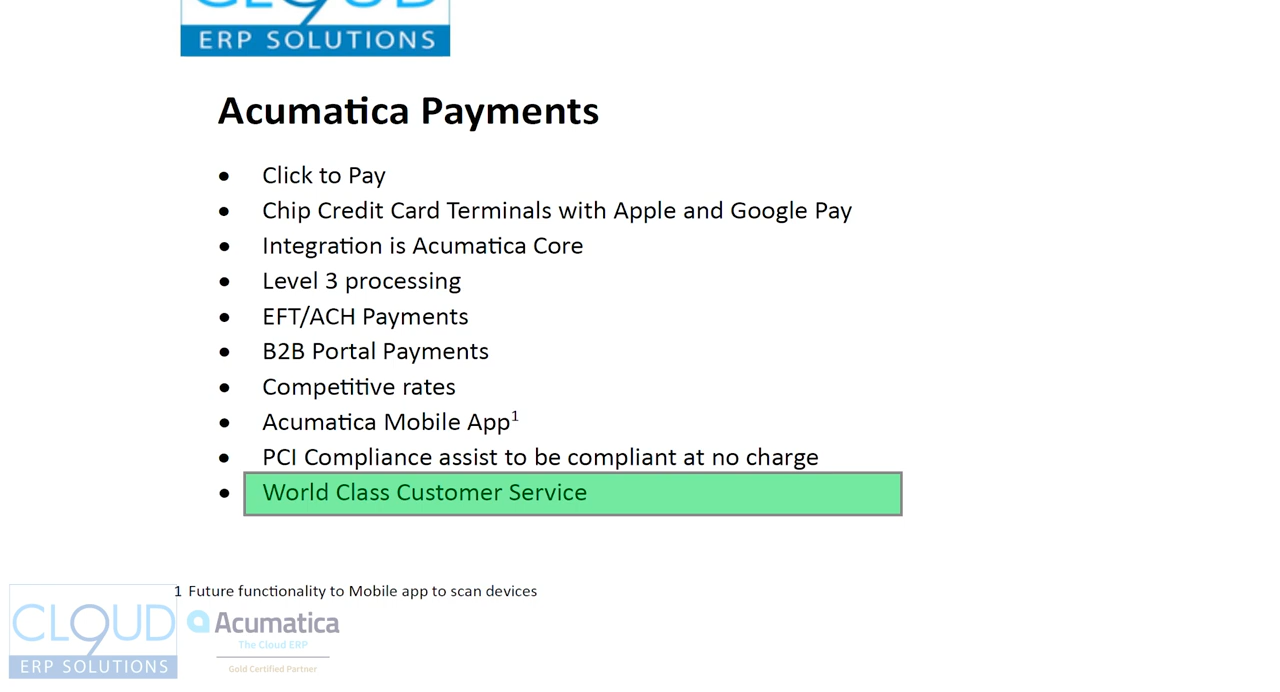 CLOUD
9
ERP SOLUTIONS
Acumatica Payments
• Click to Pay
• Chip Credit Card Terminals with Apple and Google Pay
• Integration is Acumatica Core
• Level 3 processing
• EFT/ACH Payments
• B2B Portal Payments
• Competitive rates
• Acumatica Mobile App¹
• PCI Compliance assist to be compliant at no charge
• World Class Customer Service
1 Future functionality to Mobile app to scan devices
CL9UD
ERP SOLUTIONS
Acumatica
The Cloud ERP
Gold Certified Partner